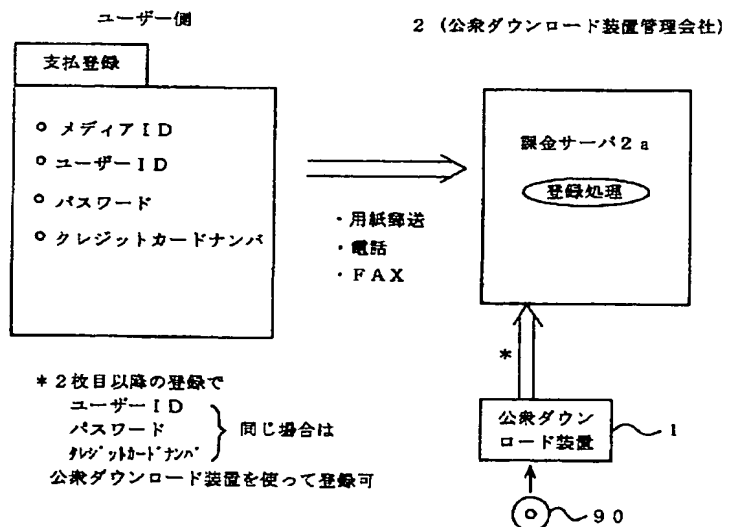 ユーザー側
2 (公衆ダウンロード装置管理会社)
支払登録
○ メディアID
○ ユーザーID
○ パスワード
○ クレジットカードナンバ
・用紙郵送
・電話
・FAX
課金サーバ2a
登録処理
*
*2枚目以降の登録で
ユーザーID
パスワード
クレジットカードナンバ
同じ場合は
公衆ダウンロード装置を使って登録可
公衆ダウン
ロード装置
1
90